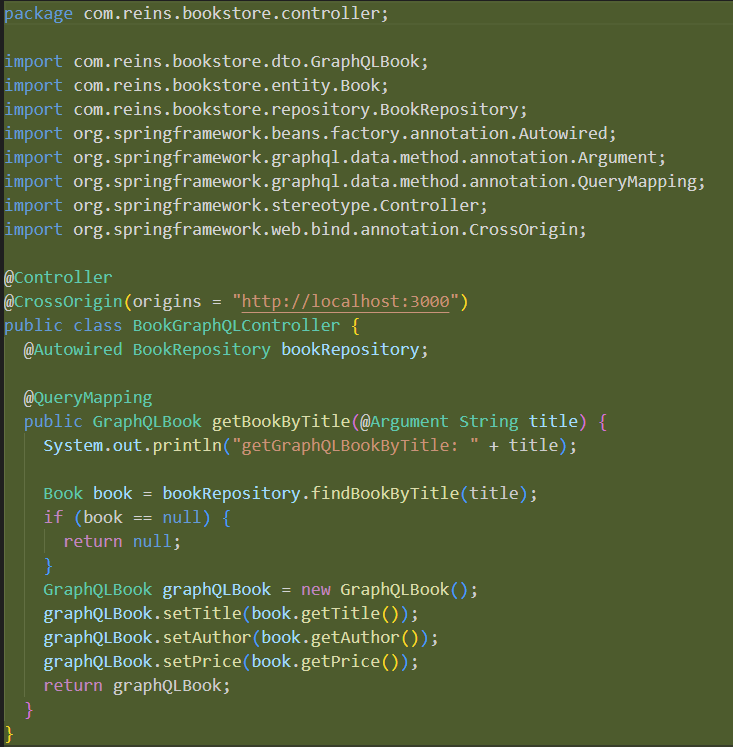 package com.reins.bookstore.controller;
import com.reins.bookstore.dto.GraphQLBook;
import com.reins.bookstore.entity.Book;
import com.reins.bookstore.repository.BookRepository;
import org.springframework.beans.factory.annotation.Autowired;
import org.springframework.graphql.data.method.annotation.Argument;
import org.springframework.graphql.data.method.annotation.QueryMapping;
import org.springframework.stereotype.Controller;
import org.springframework.web.bind.annotation.CrossOrigin;
@Controller
@CrossOrigin(origins = "http://localhost:3000")
public class BookGraphQLController {
  @Autowired BookRepository bookRepository;
  @QueryMapping
  public GraphQLBook getBookByTitle(@Argument String title) {
    System.out.println("getGraphQLBookByTitle: " + title);
    Book book = bookRepository.findBookByTitle(title);
    if (book == null) {
      return null;
    }
    GraphQLBook graphQLBook = new GraphQLBook();
    graphQLBook.setTitle(book.getTitle());
    graphQLBook.setAuthor(book.getAuthor());
    graphQLBook.setPrice(book.getPrice());
    return graphQLBook;
  }
}